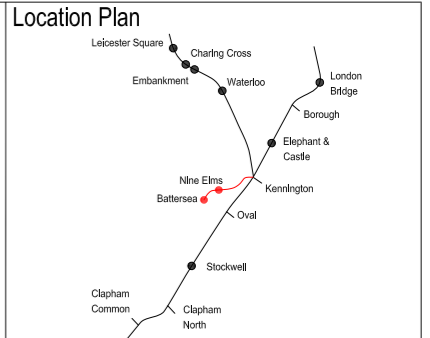 Location Plan
Leicester Square
Charing Cross
Embankment
Waterloo
London
Bridge
Borough
Elephant &
Castle
Nine Elms
Kennington
Battersea
Oval
Stockwell
Clapham
Common
Clapham
North